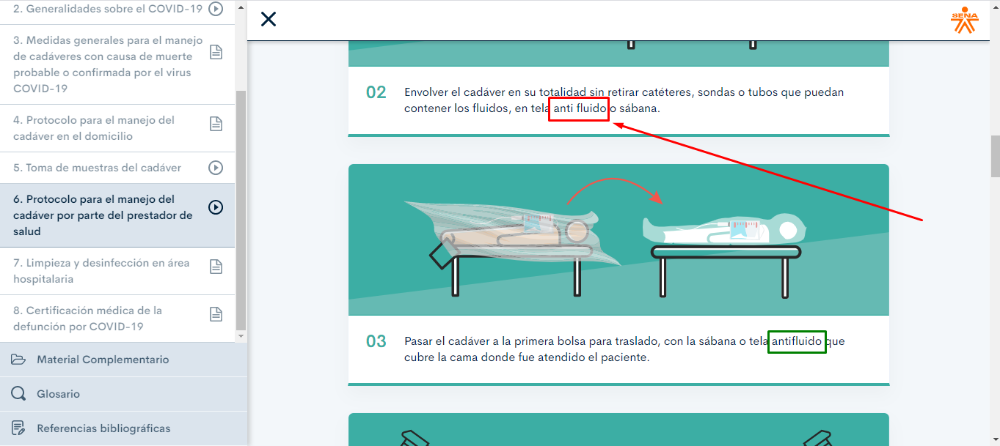 2. Generalidades sobre el COVID-19
3. Medidas generales para el manejo
de cadáveres con causa de muerte
probable o confirmada por el virus
COVID-19
4. Protocolo para el manejo del
cadáver en el domicilio
5. Toma de muestras del cadáver
6. Protocolo para el manejo del
cadáver por parte del prestador de
salud
7. Limpieza y desinfección en área
hospitalaria
8. Certificación médica de la
defunción por COVID-19
Material Complementario
Glosario
Referencias bibliográficas
SENA
02
Envolver el cadáver en su totalidad sin retirar catéteres, sondas o tubos que puedan
contener los fluidos, en tela anti fluido o sábana.
03
Pasar el cadáver a la primera bolsa para traslado, con la sábana o tela antifluido que
cubre la cama donde fue atendido el paciente.